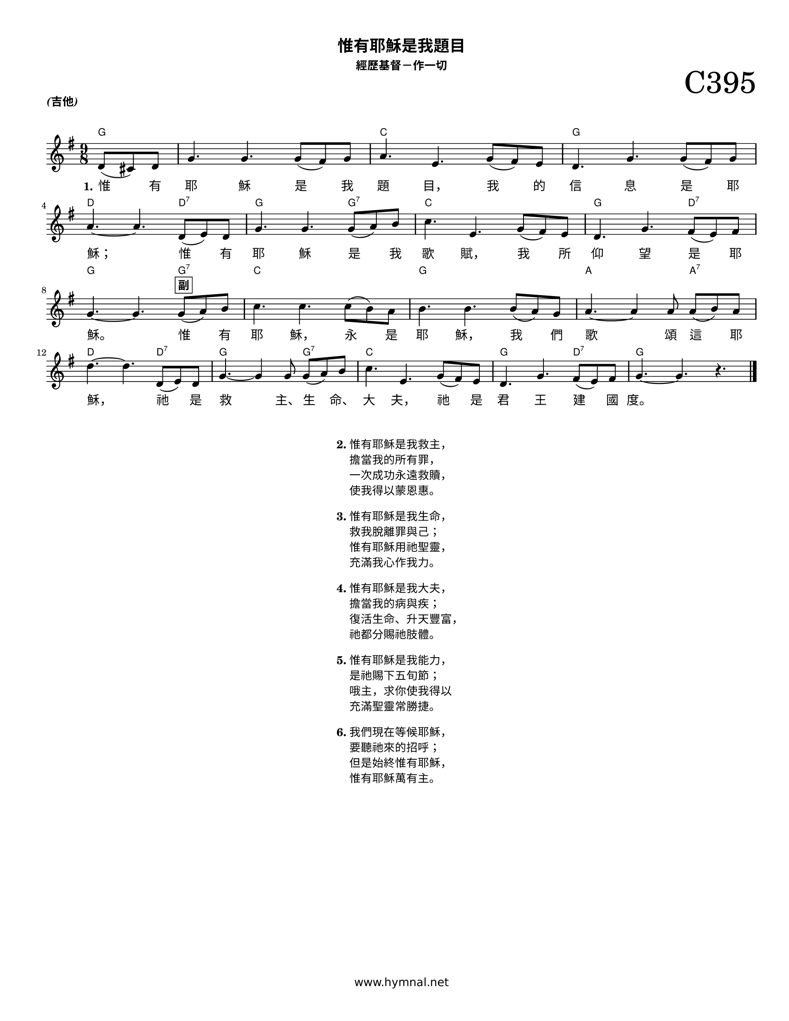 惟有耶穌是我題目
經歷基督－作一切
C395
(吉他)
G C G
9
8
1. 惟 有 耶 穌 是 我 題 目， 我 的 信 息 是 耶
4 D D7 G G7 C G D7
穌； 惟 有 耶 穌 是 我 歌 賦， 我 所 仰 望 是 耶
G G7 C G A A7
8 副
穌。 惟 有 耶 穌， 永 是 耶 穌， 我 們 歌 頌 這 耶
12 D D7 G G7 C G D7 G
穌， 祂 是 救 主、 生 命、 大 夫， 祂 是 君 王 建 國 度。
2. 惟有耶穌是我救主，
擔當我的所有罪，
一次成功永遠救贖，
使我得以蒙恩惠。
3. 惟有耶穌是我生命，
救我脫離罪與己；
惟有耶穌用祂聖靈，
充滿我心作我力。
4. 惟有耶穌是我大夫，
擔當我的病與疾；
復活生命、升天豐富，
祂都分賜祂肢體。
5. 惟有耶穌是我能力，
是祂賜下五旬節；
哦主，求你使我得以
充滿聖靈常勝捷。
6. 我們現在等候耶穌，
要聽祂來的招呼；
但是始終惟有耶穌，
惟有耶穌萬有主。
www.hymnal.net